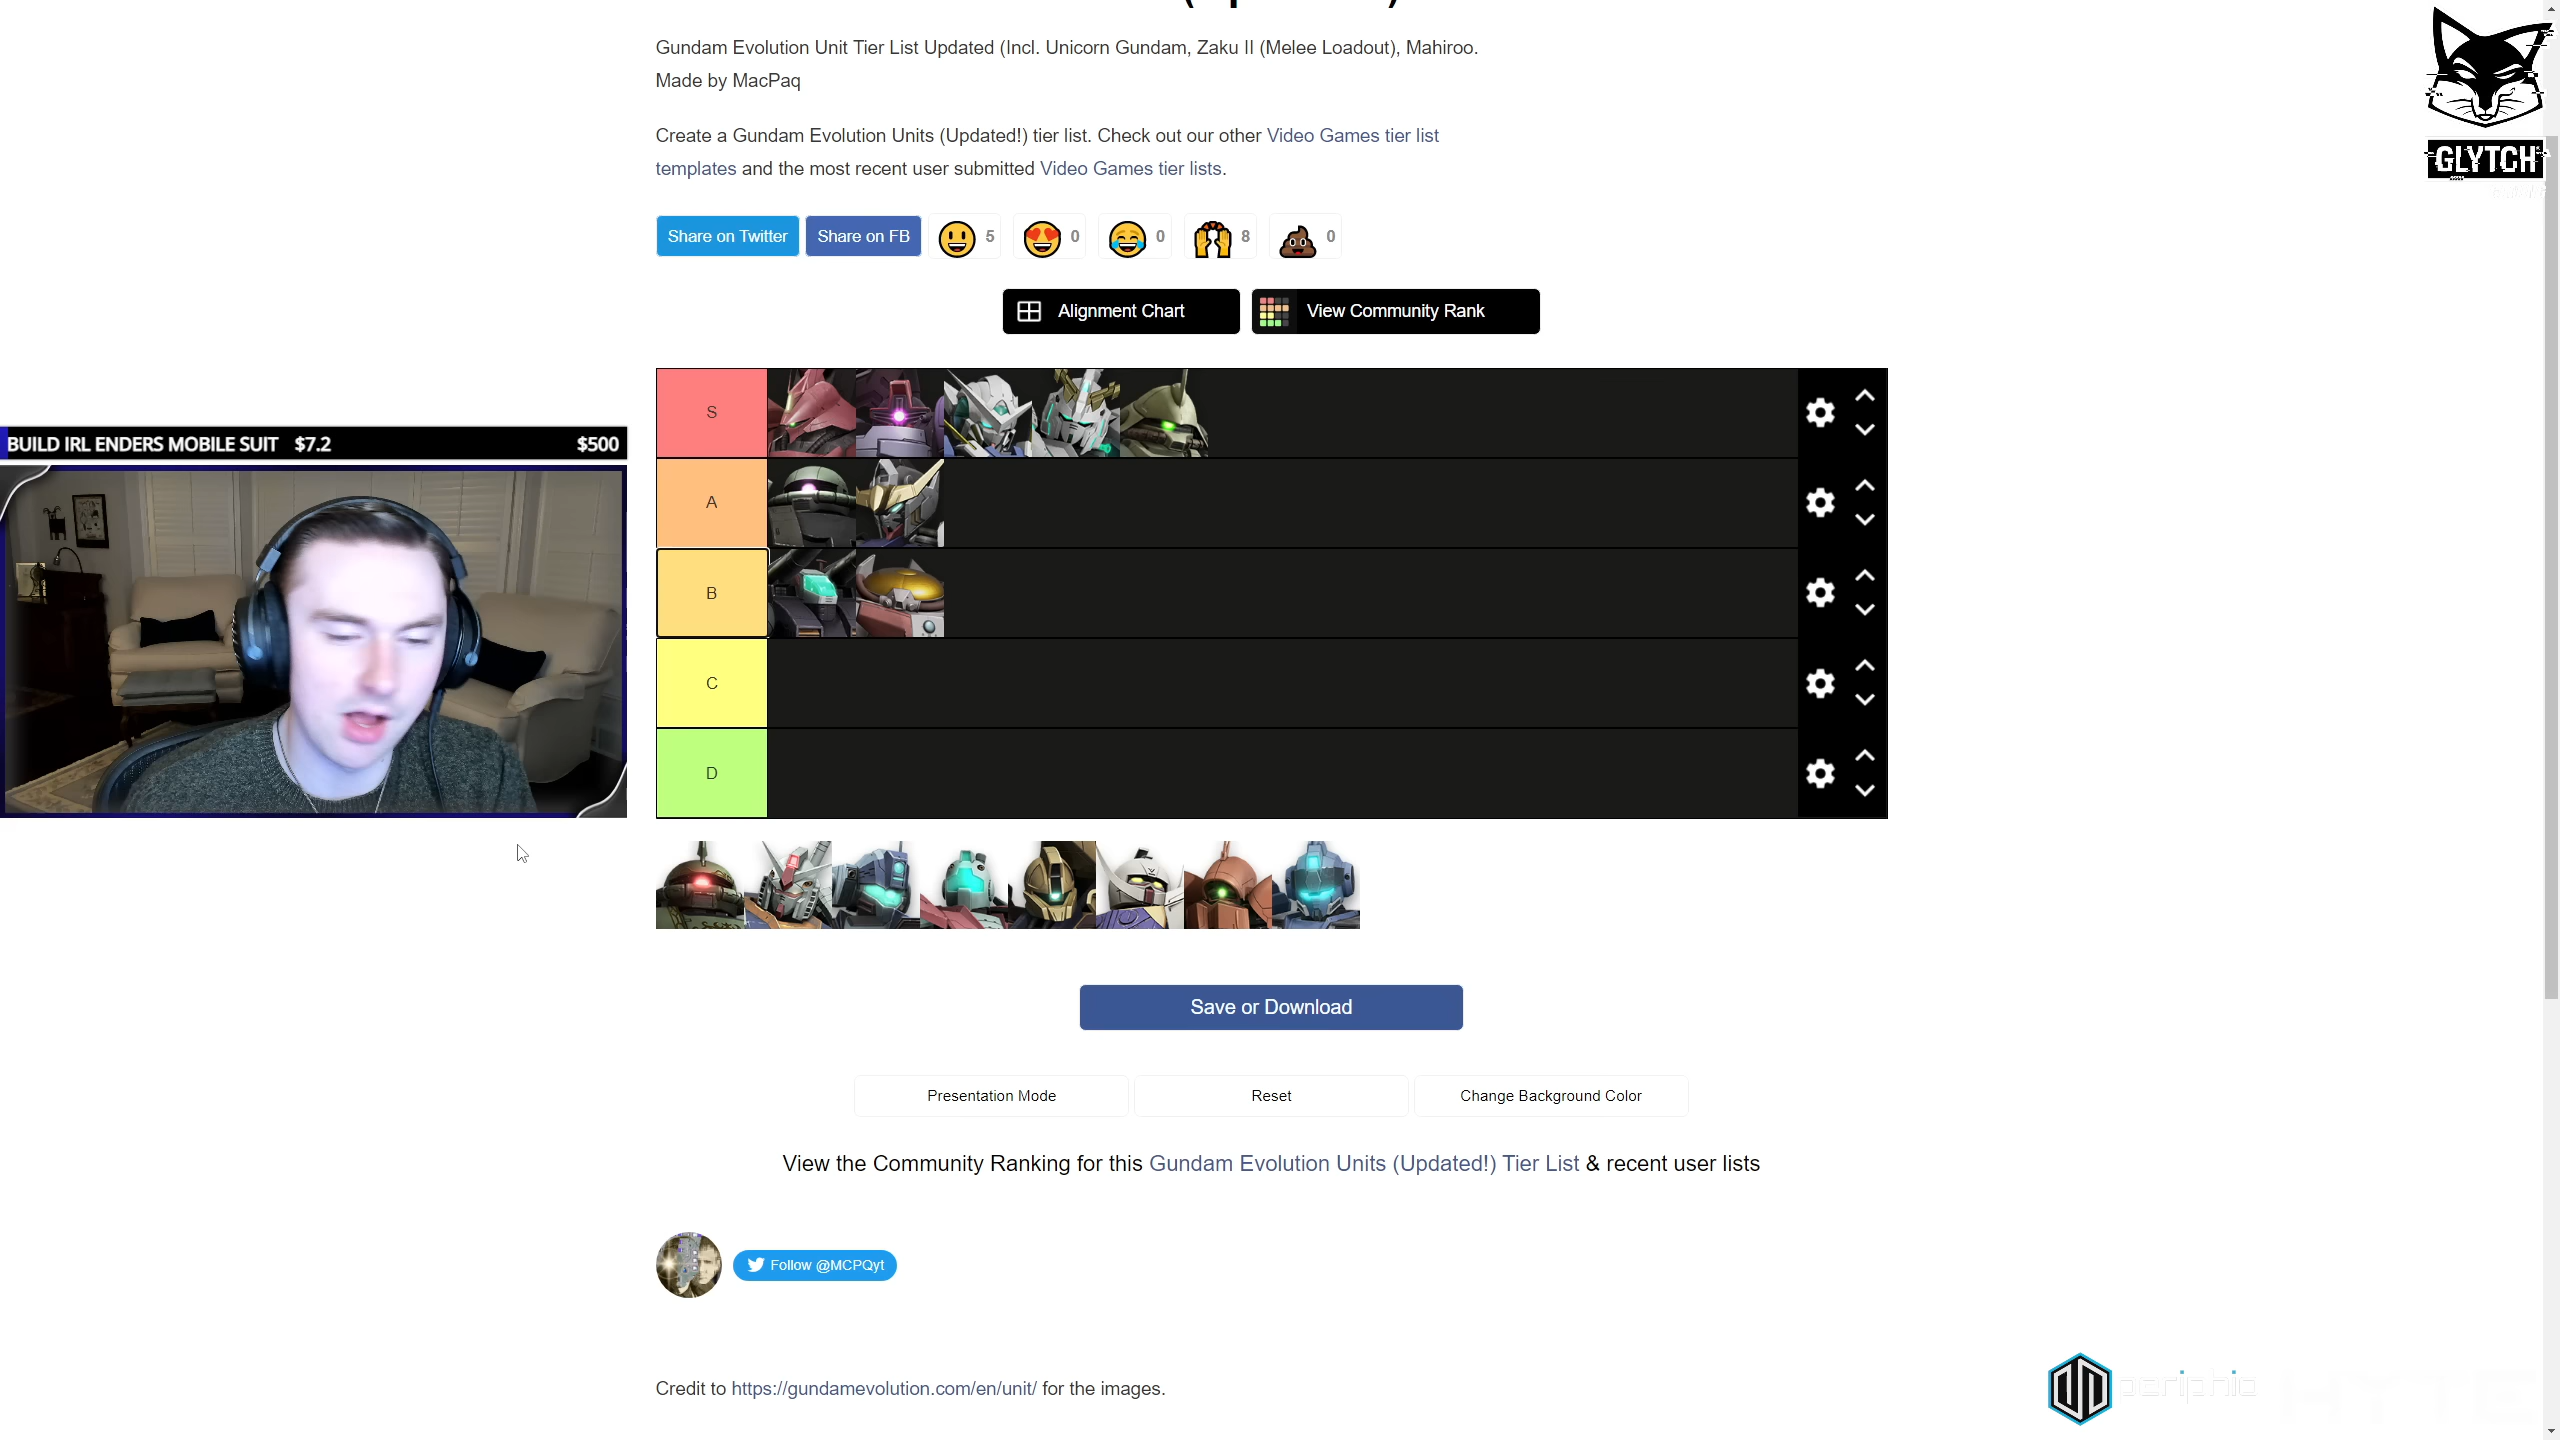 Gundam Evolution Unit Tier List Updated (Incl. Unicorn Gundam, Zaku II (Melee Loadout), Mahiroo.
Made by MacPaq
Create a Gundam Evolution Units (Updated!) tier list. Check out our other Video Games tier list
templates and the most recent user submitted Video Games tier lists.
GLYTCH
Share on Twitter
Share on FB
5
0
0
8
0
Alignment Chart
View Community Rank
S
BUILD IRL ENDERS MOBILE SUIT $7.2 $500
A
B
C
D
Save or Download
Presentation Mode
Reset
Change Background Color
View the Community Ranking for this Gundam Evolution Units (Updated!) Tier List & recent user lists
Follow @MCPQyt
Credit to https://gundamevolution.com/en/unit/ for the images.
periphio